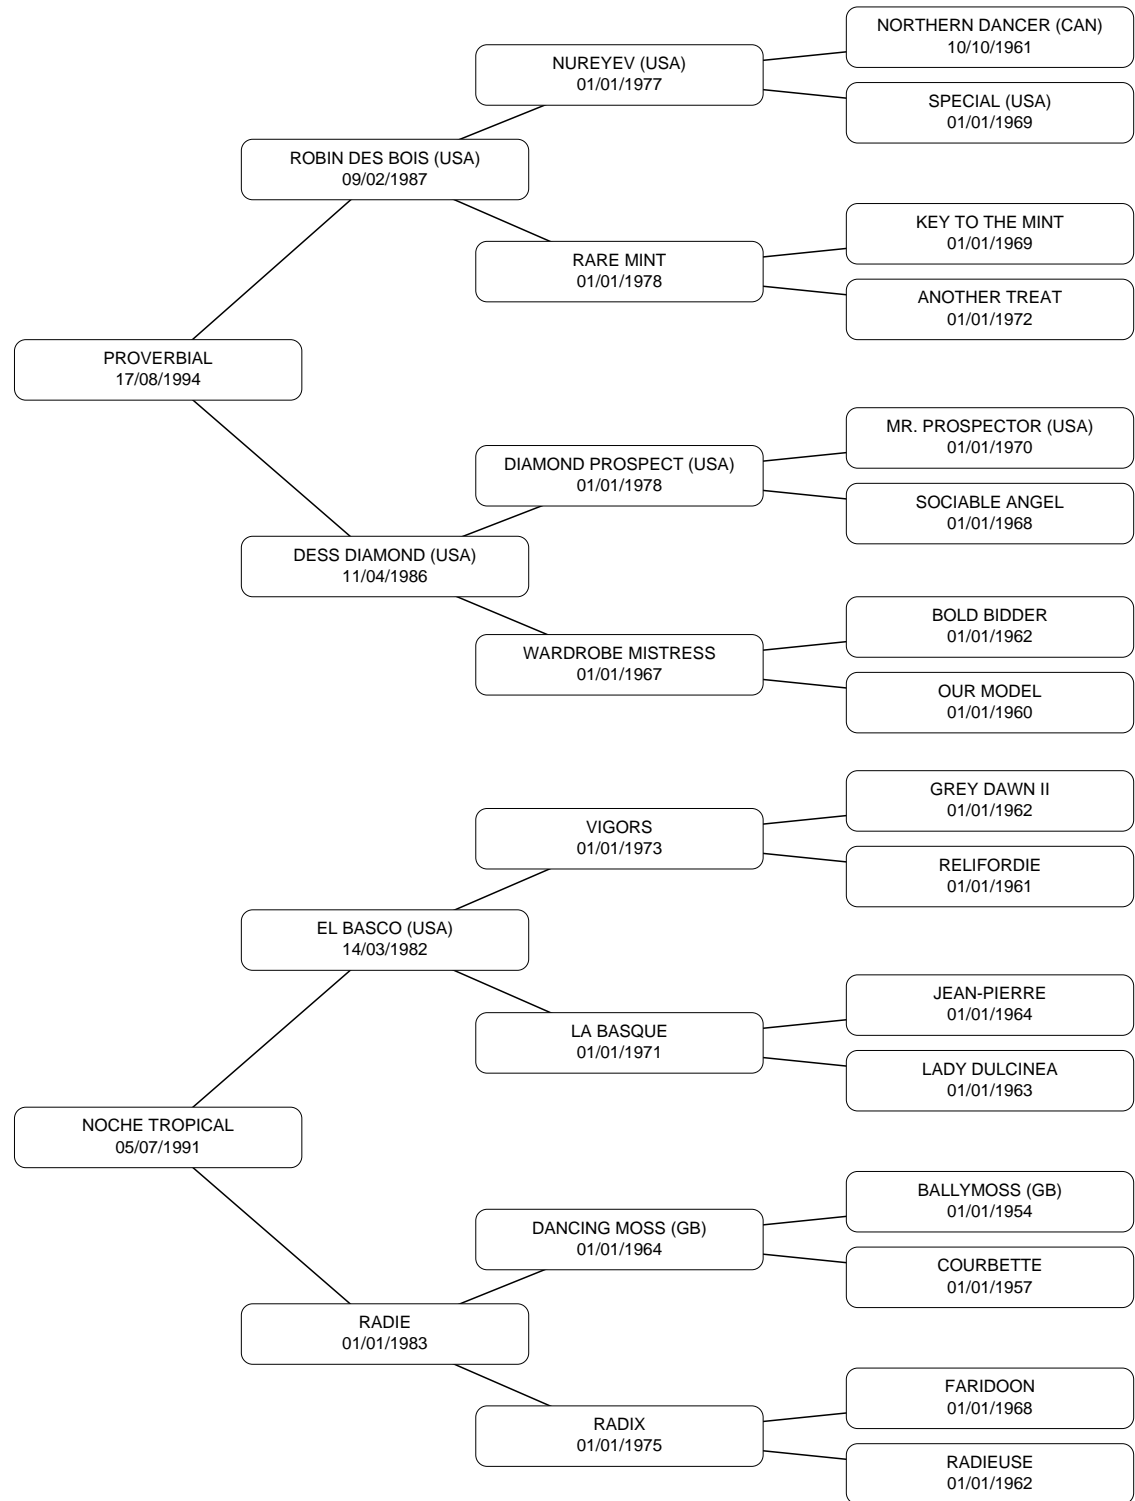 NORTHERN DANCER (CAN)
10/10/1961
NUREYEV (USA)
01/01/1977
SPECIAL (USA)
01/01/1969
ROBIN DES BOIS (USA)
09/02/1987
KEY TO THE MINT
01/01/1969
RARE MINT
01/01/1978
ANOTHER TREAT
01/01/1972
PROVERBIAL
17/08/1994
MR. PROSPECTOR (USA)
01/01/1970
DIAMOND PROSPECT (USA)
01/01/1978
SOCIABLE ANGEL
01/01/1968
DESS DIAMOND (USA)
11/04/1986
BOLD BIDDER
01/01/1962
WARDROBE MISTRESS
01/01/1967
OUR MODEL
01/01/1960
GREY DAWN II
01/01/1962
VIGORS
01/01/1973
RELIFORDIE
01/01/1961
EL BASCO (USA)
14/03/1982
JEAN-PIERRE
01/01/1964
LA BASQUE
01/01/1971
LADY DULCINEA
01/01/1963
NOCHE TROPICAL
05/07/1991
BALLYMOSS (GB)
01/01/1954
DANCING MOSS (GB)
01/01/1964
COURBETTE
01/01/1957
RADIE
01/01/1983
FARIDOON
01/01/1968
RADIX
01/01/1975
RADIEUSE
01/01/1962